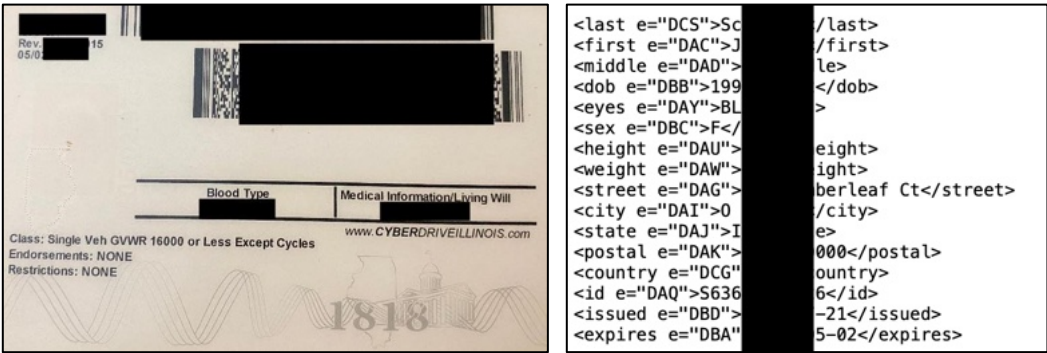 Rev. 15
05/0
Blood Type Medical Information/Living Will
www.CYBERDRIVEILLINOIS.com
Class: Single Veh GVWR 16000 or Less Except Cycles
Endorsements: NONE
Restrictions: NONE
1818
<last e="DCS">Sc /last>
<first e="DAC">J /first>
<middle e="DAD"> le>
<dob e="DBB">199 </dob>
<eyes e="DAY">BL >
<sex e="DBC">F</
<height e="DAU"> eight>
<weight e="DAW"> ight>
<street e="DAG"> berleaf Ct</street>
<city e="DAI">O /city>
<state e="DAJ">I e>
<postal e="DAK"> 000</postal>
<country e="DCG" ountry>
<id e="DAQ">S636 6</id>
<issued e="DBD"> -21</issued>
<expires e="DBA" 5-02</expires>